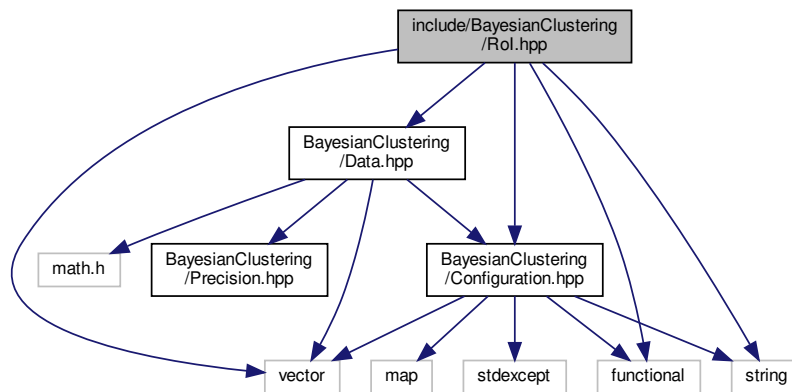 include/BayesianClustering
/RoI.hpp
BayesianClustering
/Data.hpp
math.h
BayesianClustering
/Precision.hpp
BayesianClustering
/Configuration.hpp
vector
map
stdexcept
functional
string